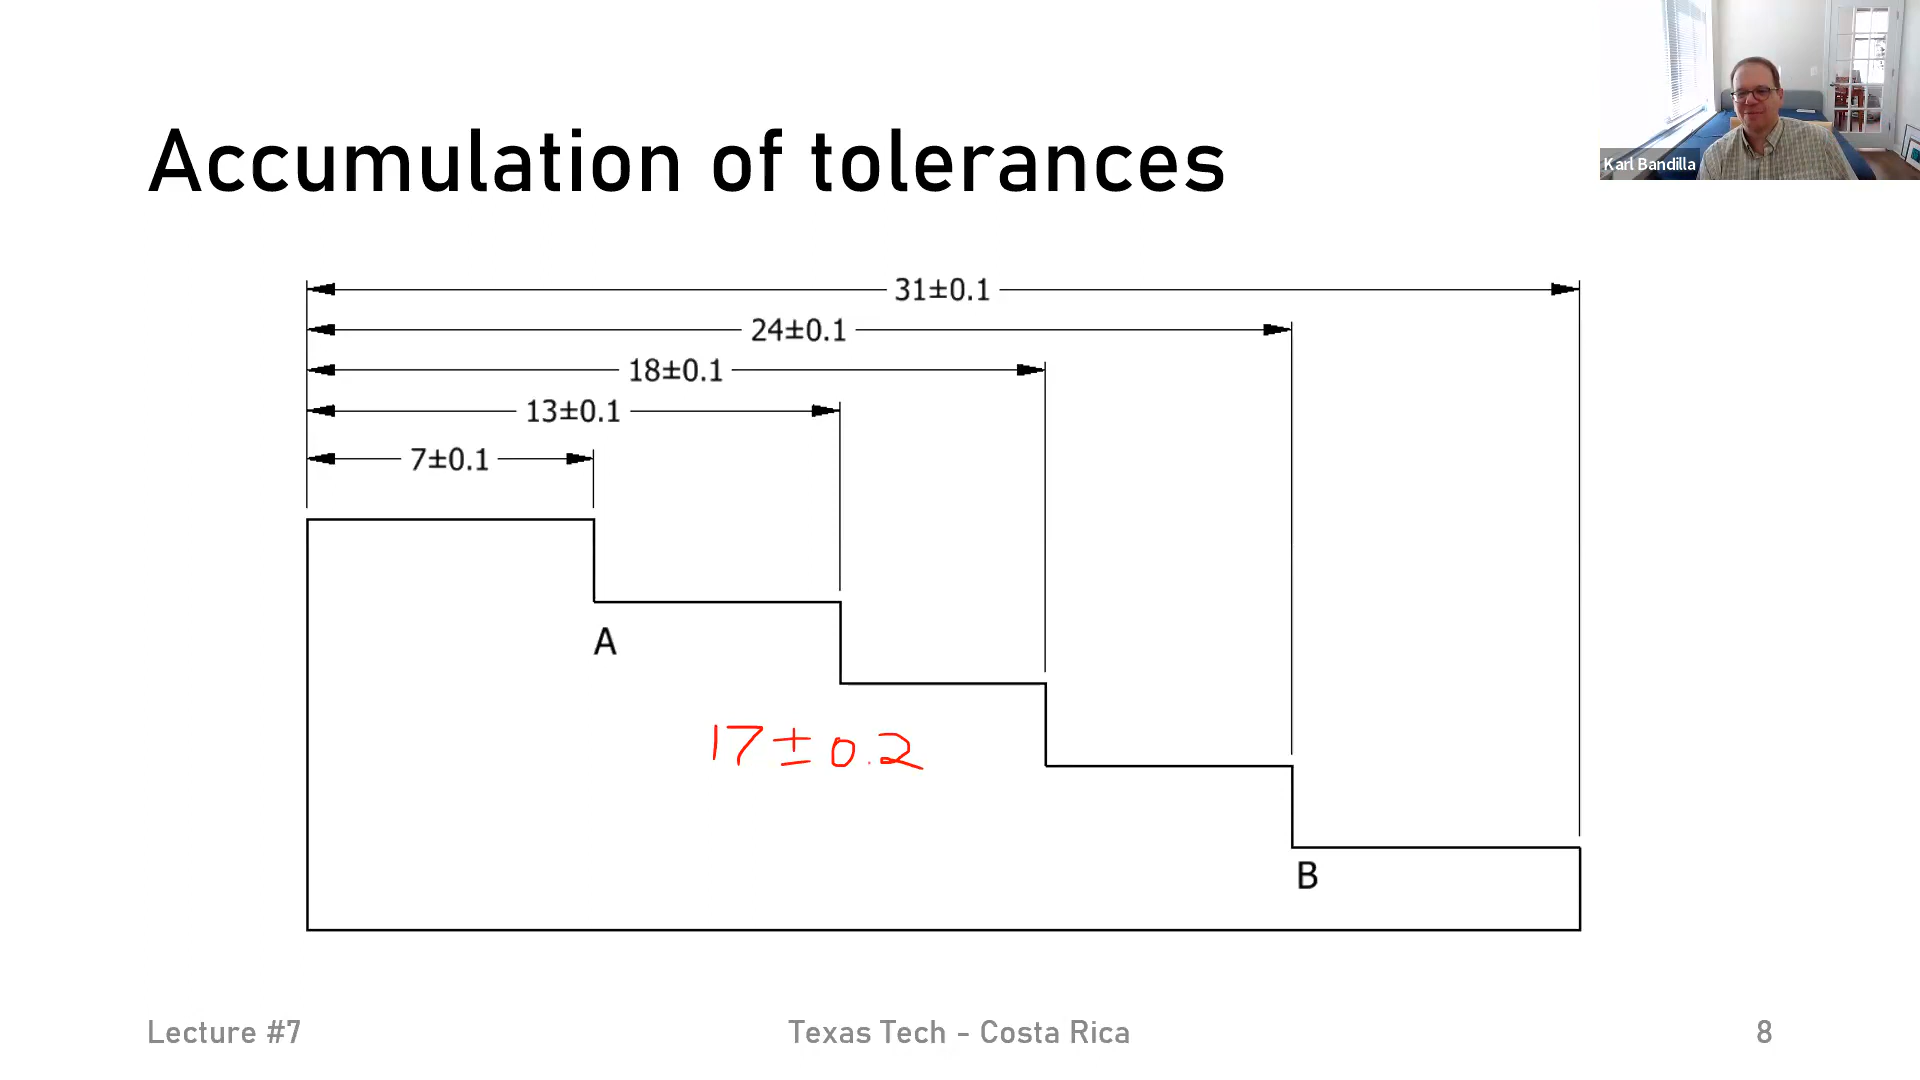 Karl Bandilla
Accumulation of tolerances
31±0.1
24±0.1
18±0.1
13±0.1
7±0.1
A
17±0.2
B
Lecture #7
Texas Tech - Costa Rica
8